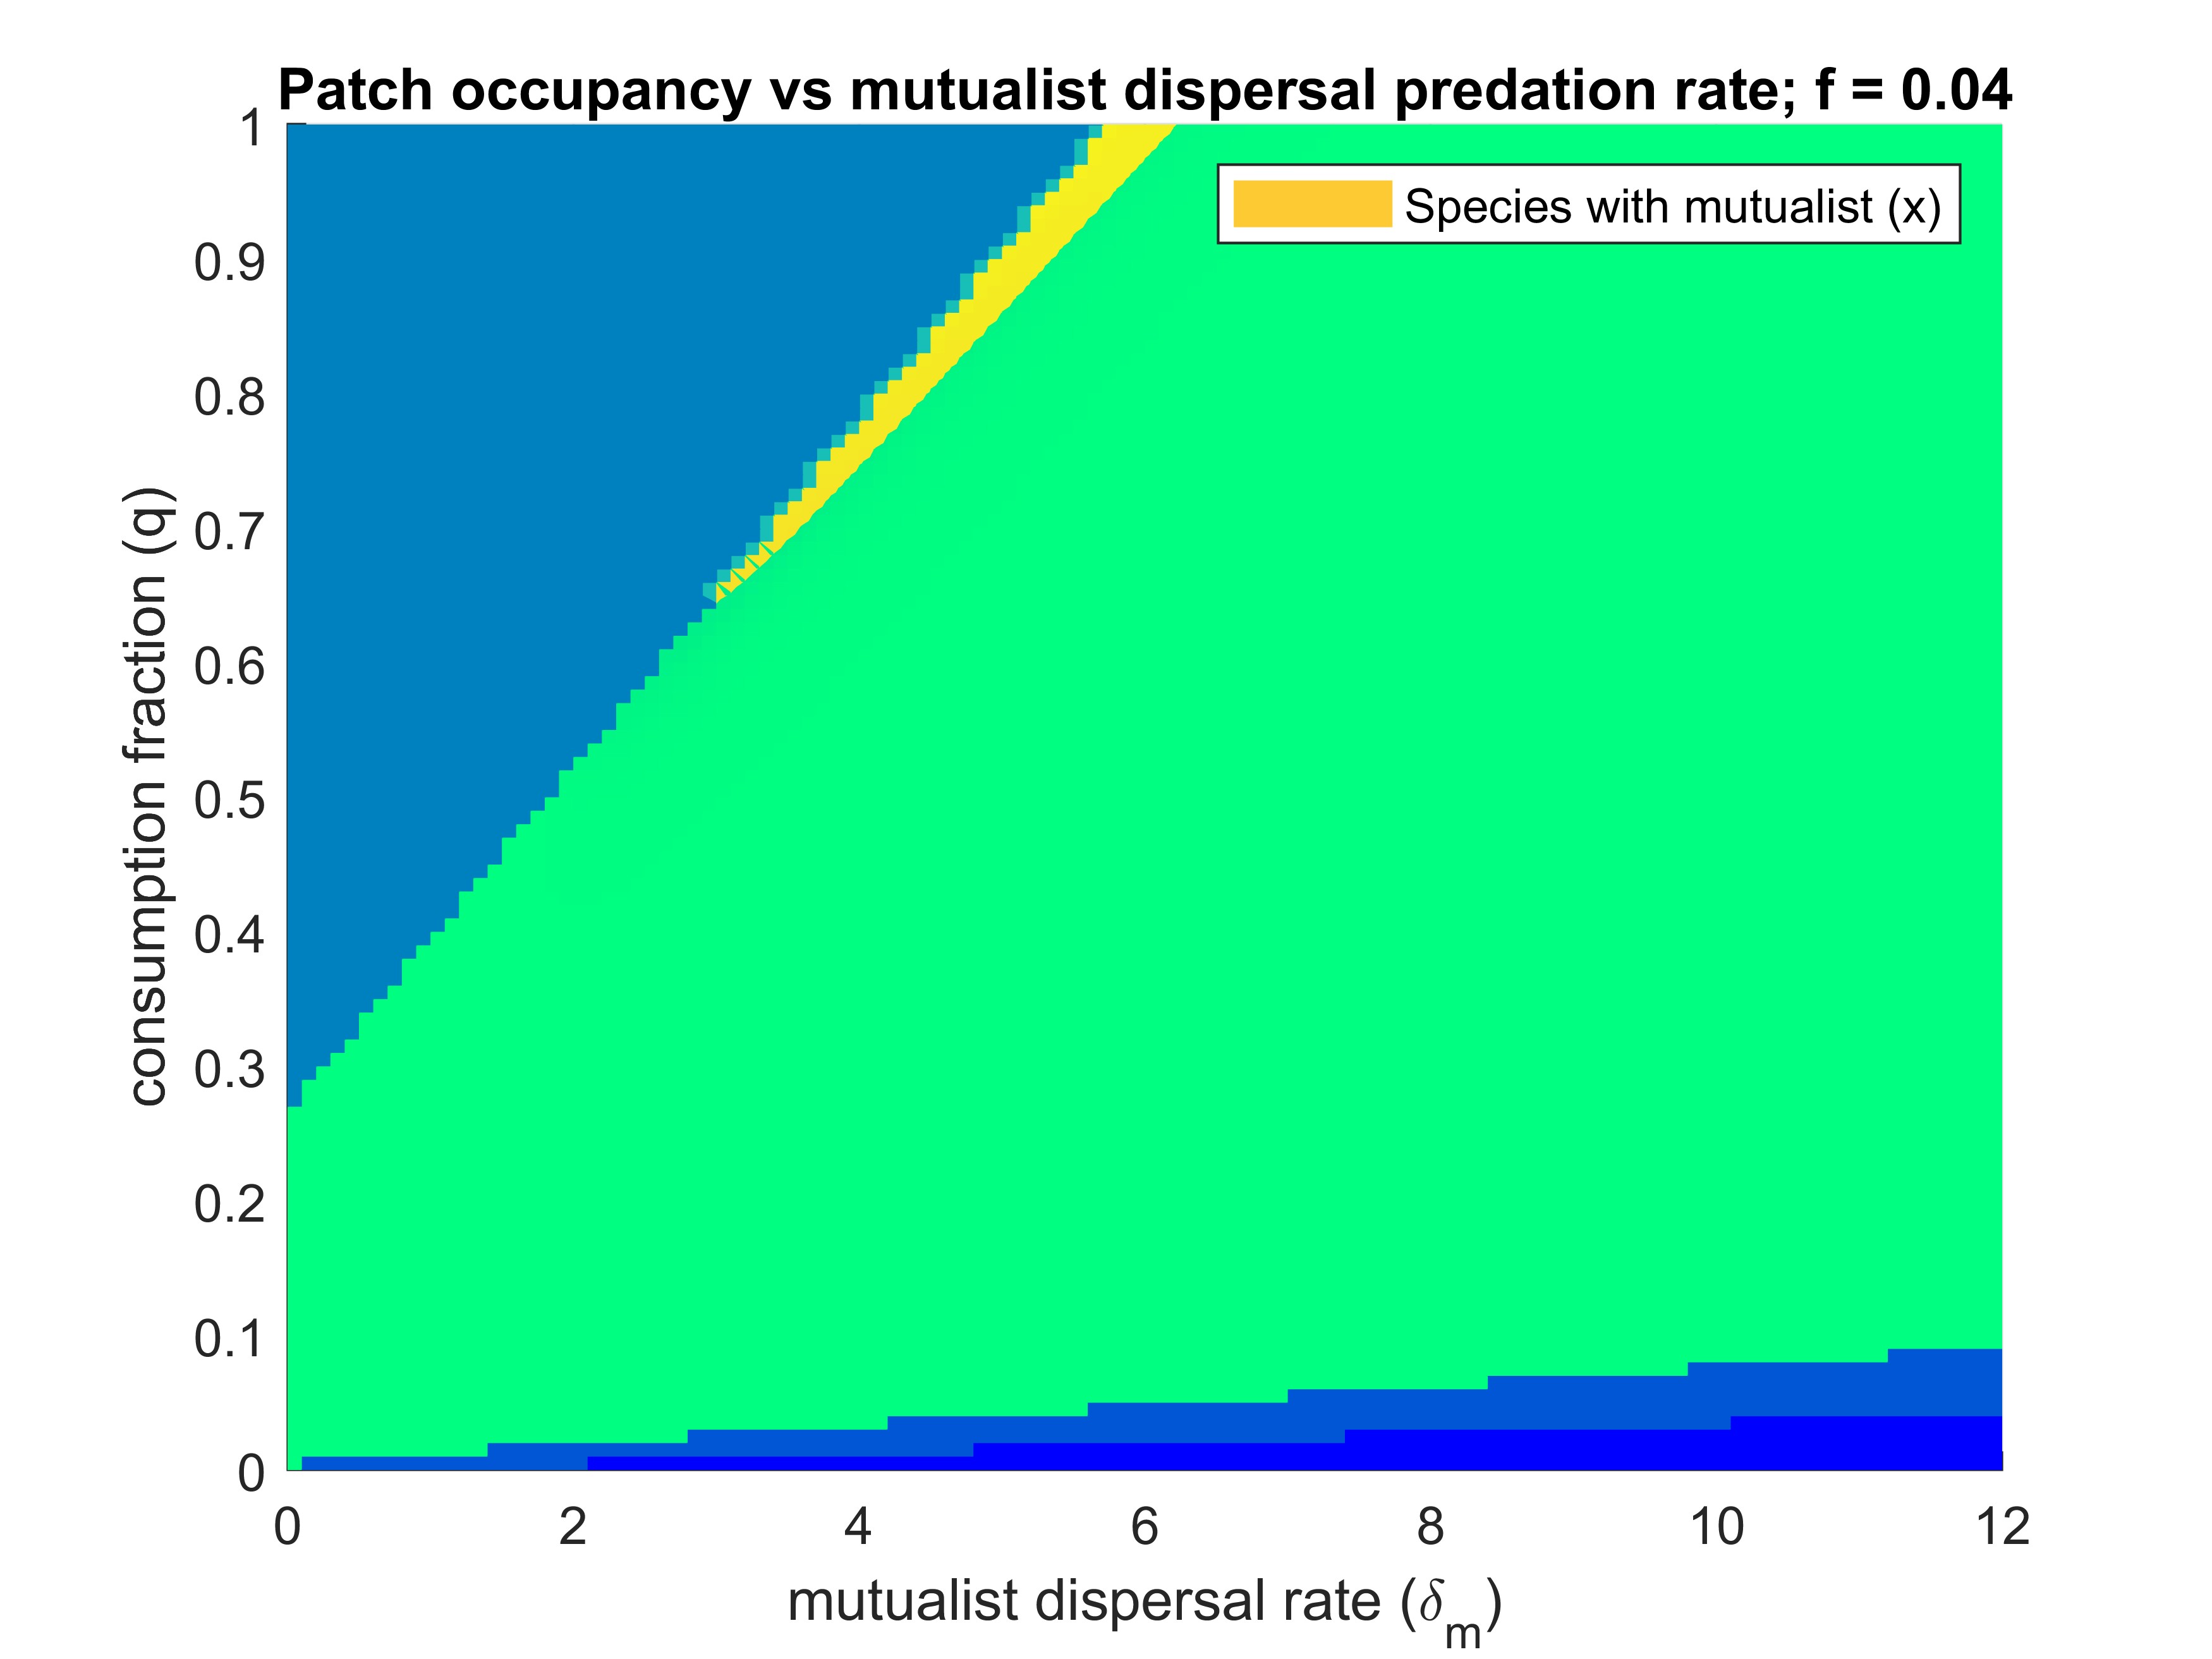 Patch occupancy vs mutualist dispersal predation rate; f = 0.04
Species with mutualist (x)
consumption fraction (q)
1
0.9
0.8
0.7
0.6
0.5
0.4
0.3
0.2
0.1
0
0 2 4 6 8 10 12
mutualist dispersal rate (δm)